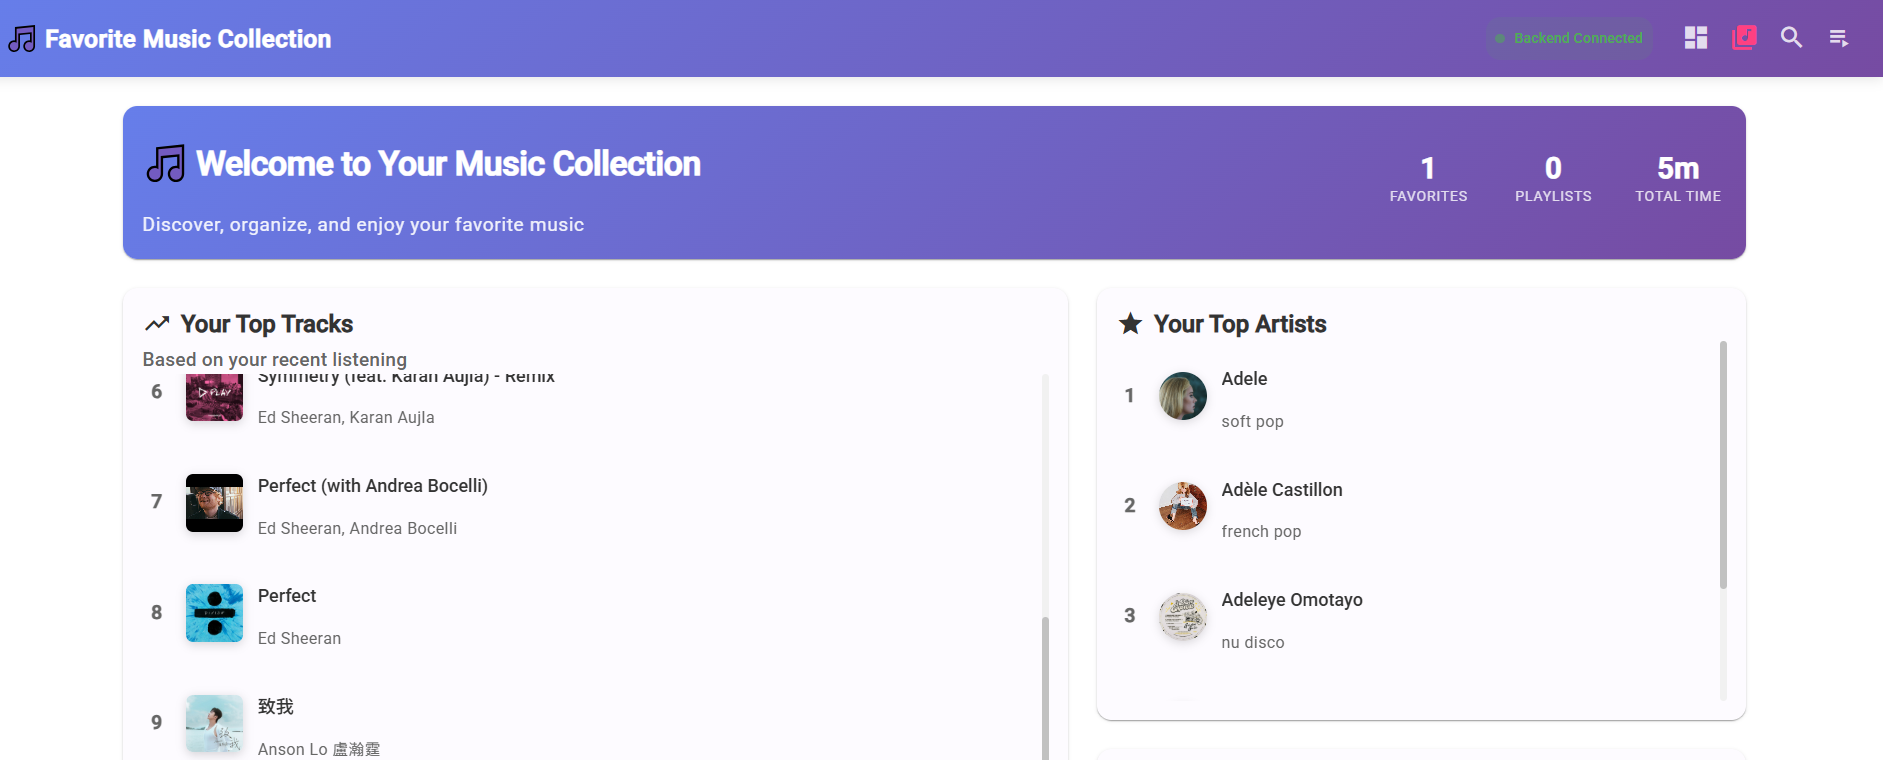 Favorite Music Collection
Backend Connected
Welcome to Your Music Collection
Discover, organize, and enjoy your favorite music
1
FAVORITES
0
PLAYLISTS
5m
TOTAL TIME
Your Top Tracks
Based on your recent listening
6
Symmetry (feat. Karan Aujla) - Remix
Ed Sheeran, Karan Aujla
PLAY
7
Perfect (with Andrea Bocelli)
Ed Sheeran, Andrea Bocelli
8
Perfect
Ed Sheeran
9
致我
Anson Lo 盧瀚霆
Your Top Artists
1
Adele
soft pop
2
Adèle Castillon
french pop
3
Adeleye Omotayo
nu disco